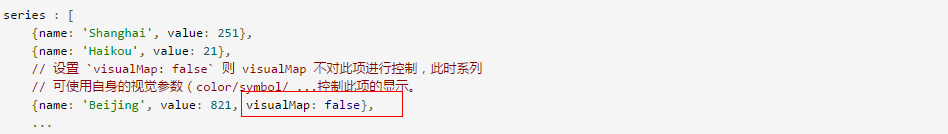 series : [
{name: 'Shanghai', value: 251},
{name: 'Haikou', value: 21},
// 设置 `visualMap: false` 则 visualMap 不对此项进行控制，此时系列
// 可使用自身的视觉参数（color/symbol/ ...控制此项的显示。
{name: 'Beijing', value: 821, visualMap: false},
...